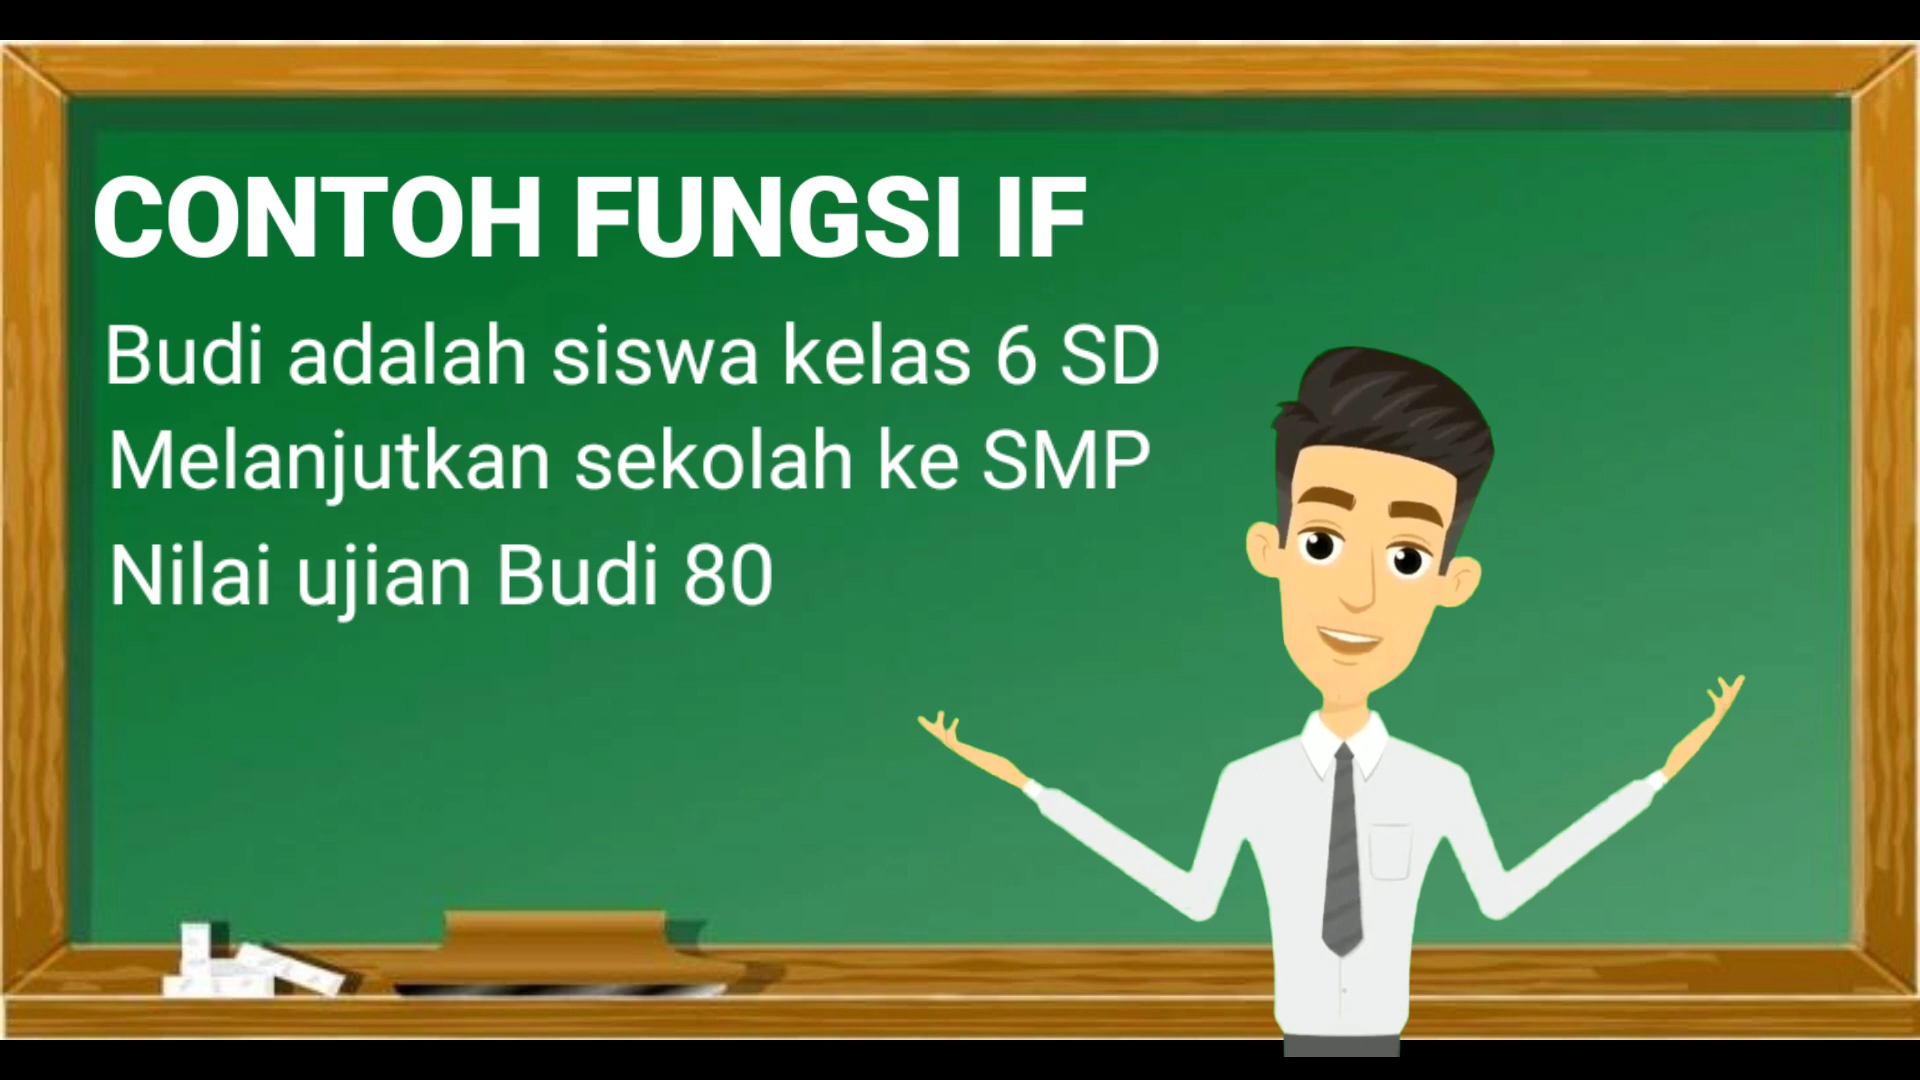 CONTOH FUNGSI IF
Budi adalah siswa kelas 6 SD
Melanjutkan sekolah ke SMP
Nilai ujian Budi 80